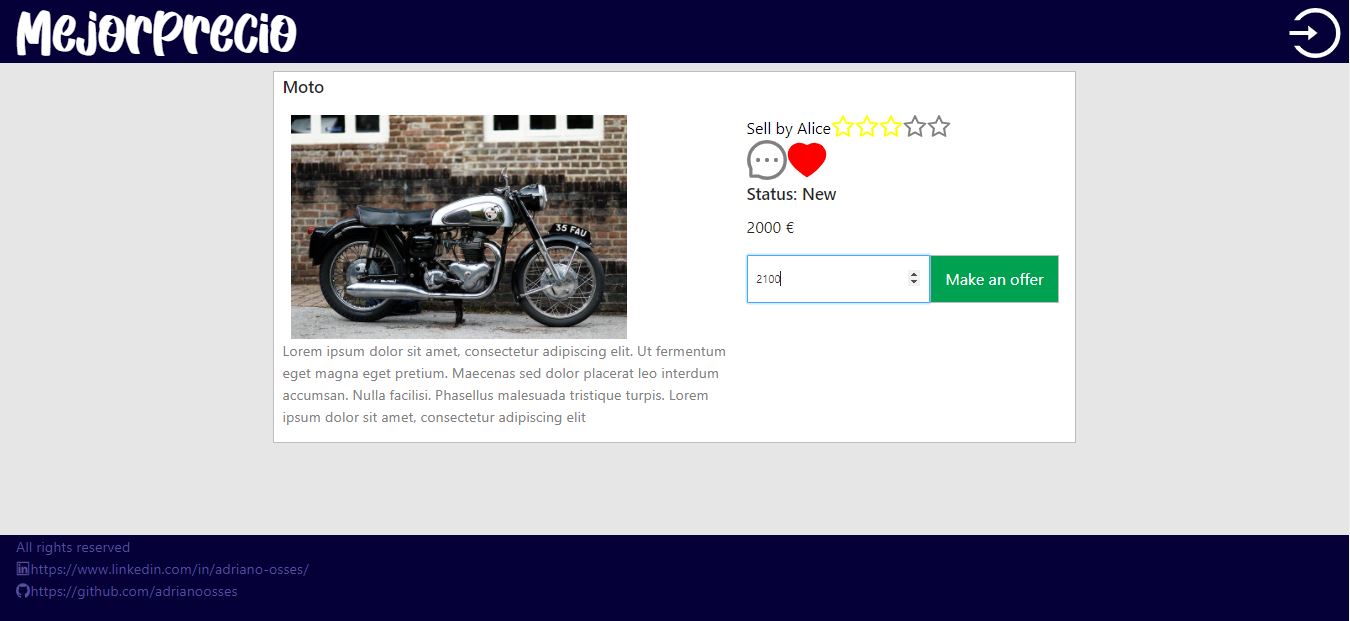 MejorPrecio
Moto
35 FAU
Sell by Alice
Status: New
2000 €
2100
Make an offer
Lorem ipsum dolor sit amet, consectetur adipiscing elit. Ut fermentum
eget magna eget pretium. Maecenas sed dolor placerat leo interdum
accumsan. Nulla facilisi. Phasellus malesuada tristique turpis. Lorem
ipsum dolor sit amet, consectetur adipiscing elit
All rights reserved
https://www.linkedin.com/in/adriano-osses/
https://github.com/adrianoosses